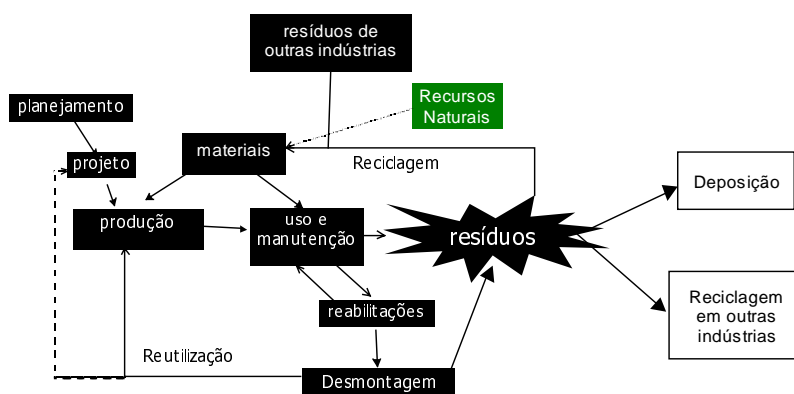 resíduos de
outras indústrias
Recursos
Naturais
planejamento
projeto
materiais
Reciclagem
Deposição
produção
uso e
manutenção
resíduos
Reciclagem
em outras
indústrias
reabilitações
Reutilização
Desmontagem